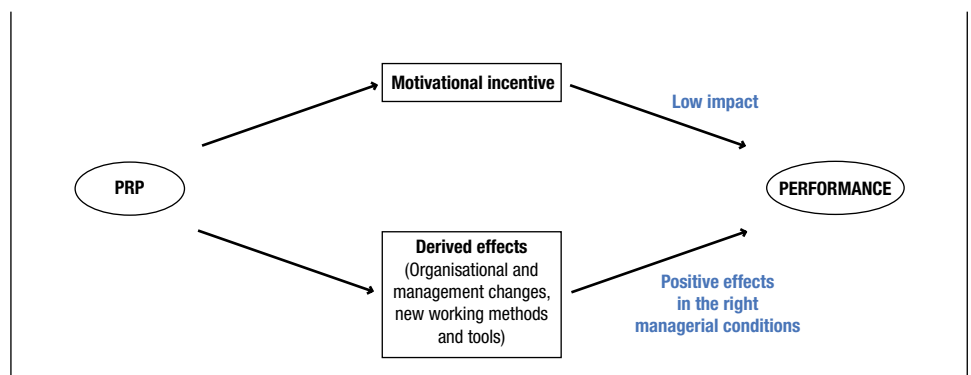 Motivational incentive
Low impact
PRP
PERFORMANCE
Derived effects
(Organisational and
management changes,
new working methods
and tools)
Positive effects
in the right
managerial conditions